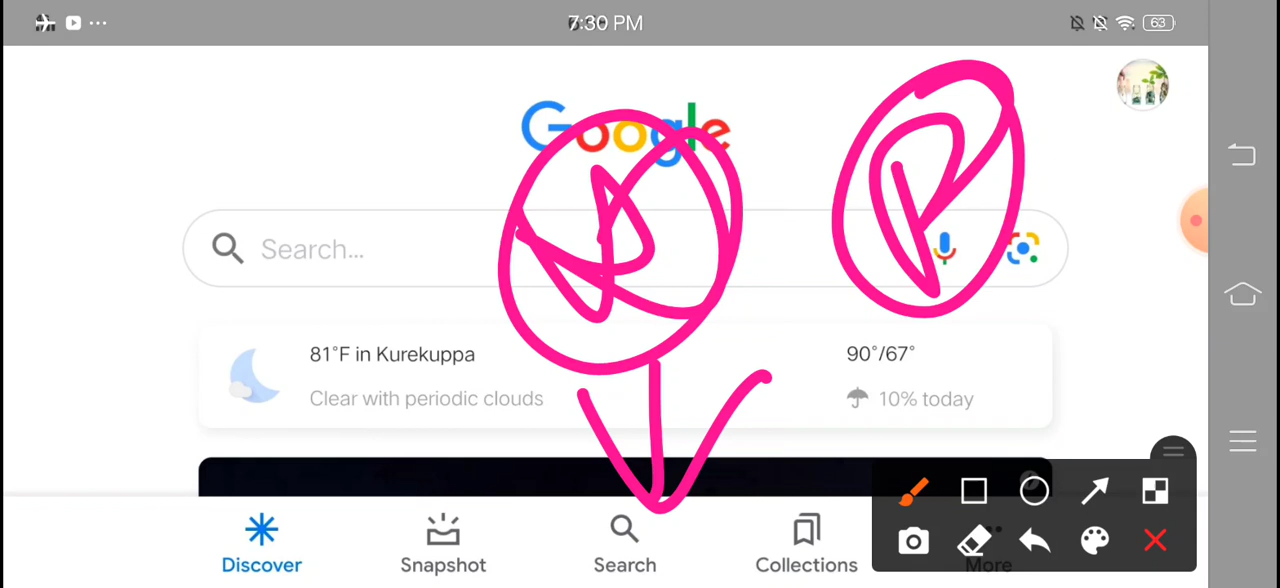 7:30 PM
63
Google
Search...
81°F in Kurekuppa
90°/67°
Clear with periodic clouds
10% today
Discover
Snapshot
Search
Collections
More